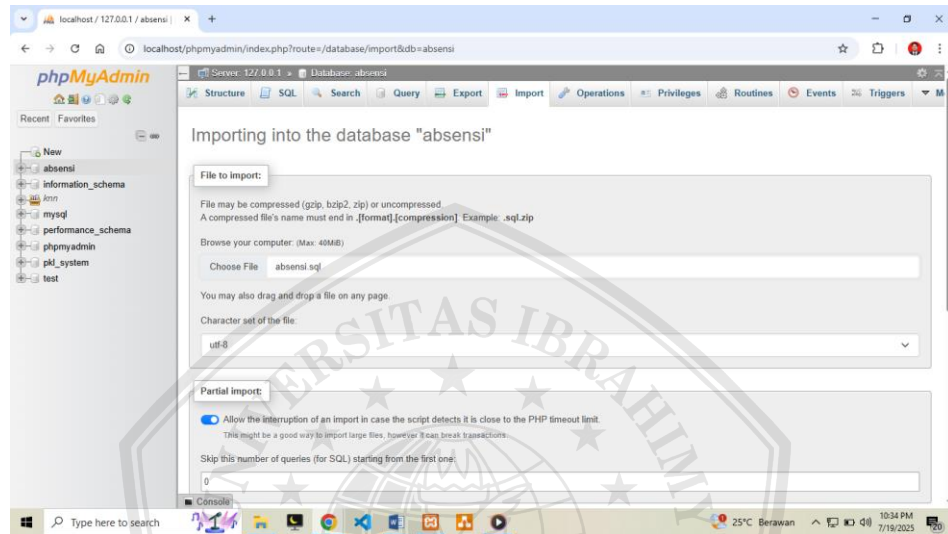 localhost / 127.0.0.1 / absensi |
localhost/phpmyadmin/index.php?route=/database/import&db=absensi
phpMyAdmin
Recent Favorites
New
absensi
information_schema
knn
mysql
performance_schema
phpmyadmin
pkl_system
test
Server: 127.0.0.1 » Database: absensi
Structure SQL Search Query Export Import Operations Privileges Routines Events Triggers M
Importing into the database "absensi"
File to import:
File may be compressed (gzip, bzip2, zip) or uncompressed.
A compressed file's name must end in .[format].[compression]. Example: .sql.zip
Browse your computer: (Max: 40MiB)
Choose File absensi.sql
You may also drag and drop a file on any page.
Character set of the file:
utf-8
Partial import:
Allow the interruption of an import in case the script detects it is close to the PHP timeout limit.
This might be a good way to import large files, however it can break transactions.
Skip this number of queries (for SQL) starting from the first one:
0
Console
UNIVERSITAS IBRAHIMY
Type here to search
25°C Berawan
10:34 PM
7/19/2025
20